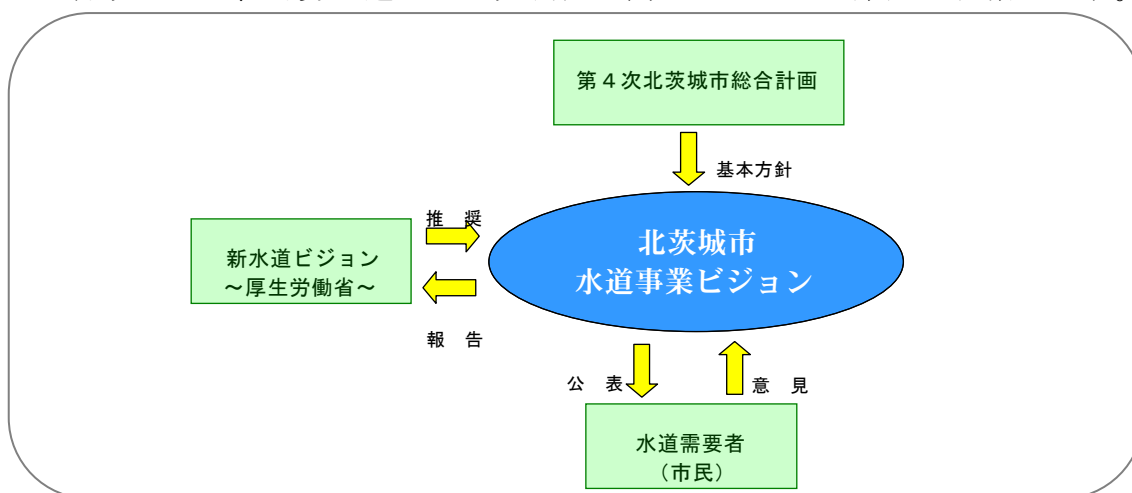 第４次北茨城市総合計画
基本方針
推　奨
北茨城市
水道事業ビジョン
新水道ビジョン
～厚生労働省～
報　告
公　表
意　見
水道需要者
（市民）